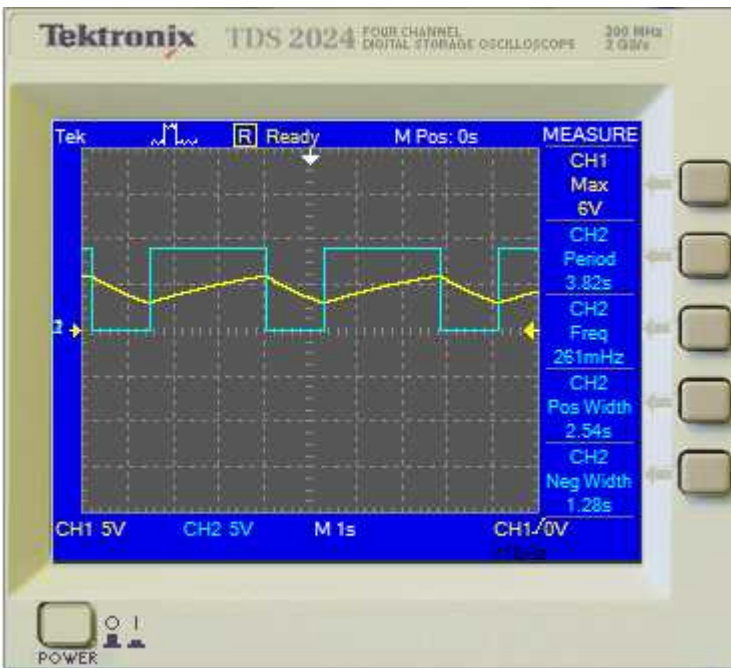 Tektronix TDS 2024 FOUR CHANNEL DIGITAL STORAGE OSCILLOSCOPE 200 MHz 2 GS/s
Tek R Ready M Pos: 0s MEASURE
CH1
Max
6V
CH2
Period
3.82s
CH2
Freq
261mHz
CH2
Pos Width
2.54s
CH2
Neg Width
1.28s
CH1 5V CH2 5V M 1s CH1 0V
POWER